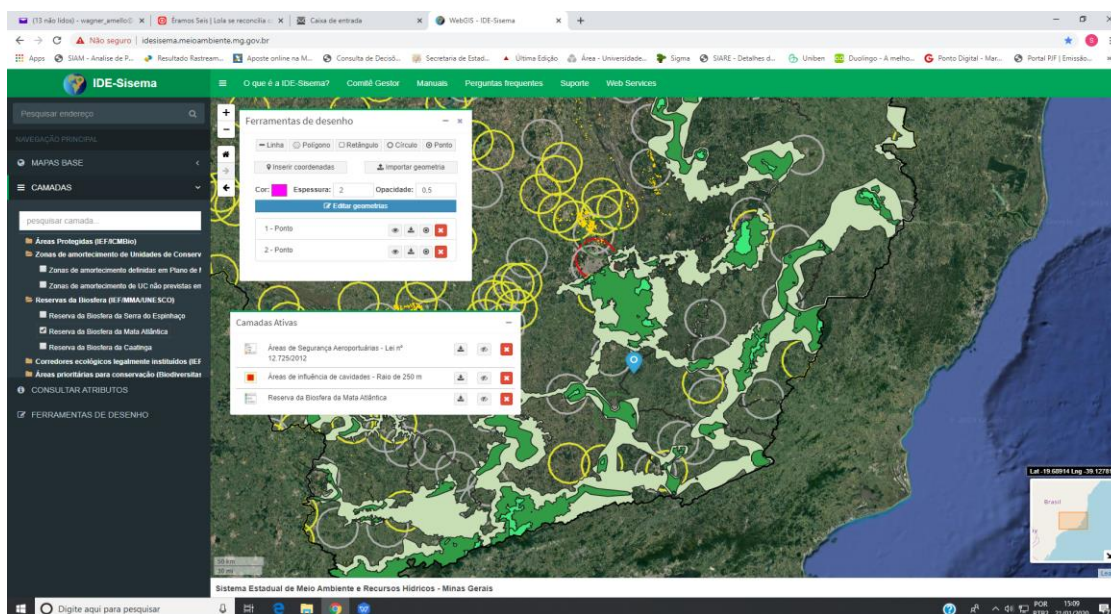 (13 não lidos) - wagner_amello@
Éramos Seis | Lola se reconcilia c
Caixa de entrada
WebGIS - IDE-Sisema
Não seguro | idesisema.meioambiente.mg.gov.br
Apps
SIAM - Analise de P...
Resultado Rastream...
Aposte online na M...
Consulta de Decisõ...
Secretaria de Estad...
Última Edição
Área - Universidade...
Sigma
SIARE - Detalhes d...
Uniben
Duolingo - A melho...
Ponto Digital - Mar...
Portal PJF | Emissão...
IDE-Sisema
O que é a IDE-Sisema?
Comitê Gestor
Manuais
Perguntas frequentes
Suporte
Web Services
Pesquisar endereço
NAVEGAÇÃO PRINCIPAL
MAPAS BASE
CAMADAS
pesquisar camada...
Áreas Protegidas (IEF/ICMBio)
Zonas de amortecimento de Unidades de Conserv
Zonas de amortecimento definidas em Plano de M
Zonas de amortecimento de UC não previstas em
Reservas da Biosfera (IEF/MMA/UNESCO)
Reserva da Biosfera da Serra do Espinhaço
Reserva da Biosfera da Mata Atlântica
Reserva da Biosfera da Caatinga
Corredores ecológicos legalmente instituídos (IEF
Áreas prioritárias para conservação (Biodiversitas
CONSULTAR ATRIBUTOS
FERRAMENTAS DE DESENHO
Ferramentas de desenho
Linha
Polígono
Retângulo
Círculo
Ponto
Inserir coordenadas
Importar geometria
Cor:
Espessura: 2
Opacidade: 0,5
Editar geometrias
1 - Ponto
2 - Ponto
Camadas Ativas
Áreas de Segurança Aeroportuárias - Lei nº
12.725/2012
Áreas de influência de cavidades - Raio de 250 m
Reserva da Biosfera da Mata Atlântica
Brasil
50 km
30 mi
Sistema Estadual de Meio Ambiente e Recursos Hídricos - Minas Gerais
Digite aqui para pesquisar
POR
15:09
PTB2
21/01/2020